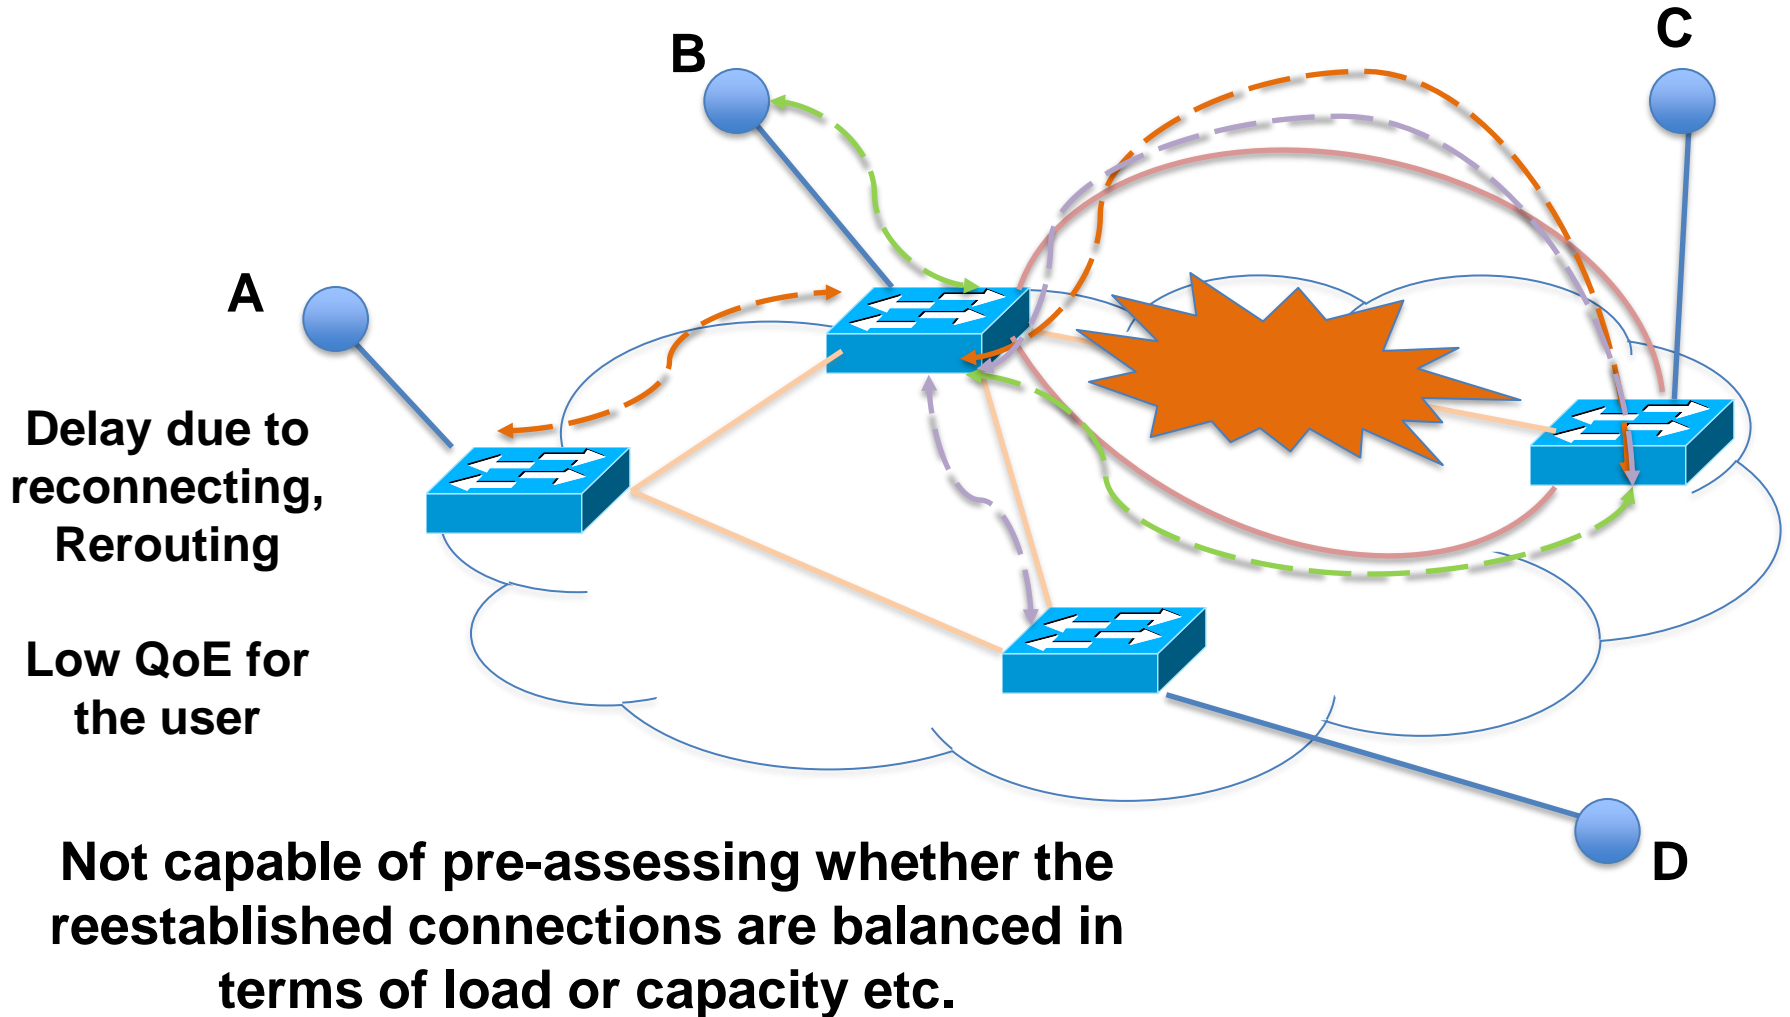 B
C
A
Delay due to
reconnecting,
Rerouting
Low QoE for
the user
D
Not capable of pre-assessing whether the
reestablished connections are balanced in
terms of load or capacity etc.